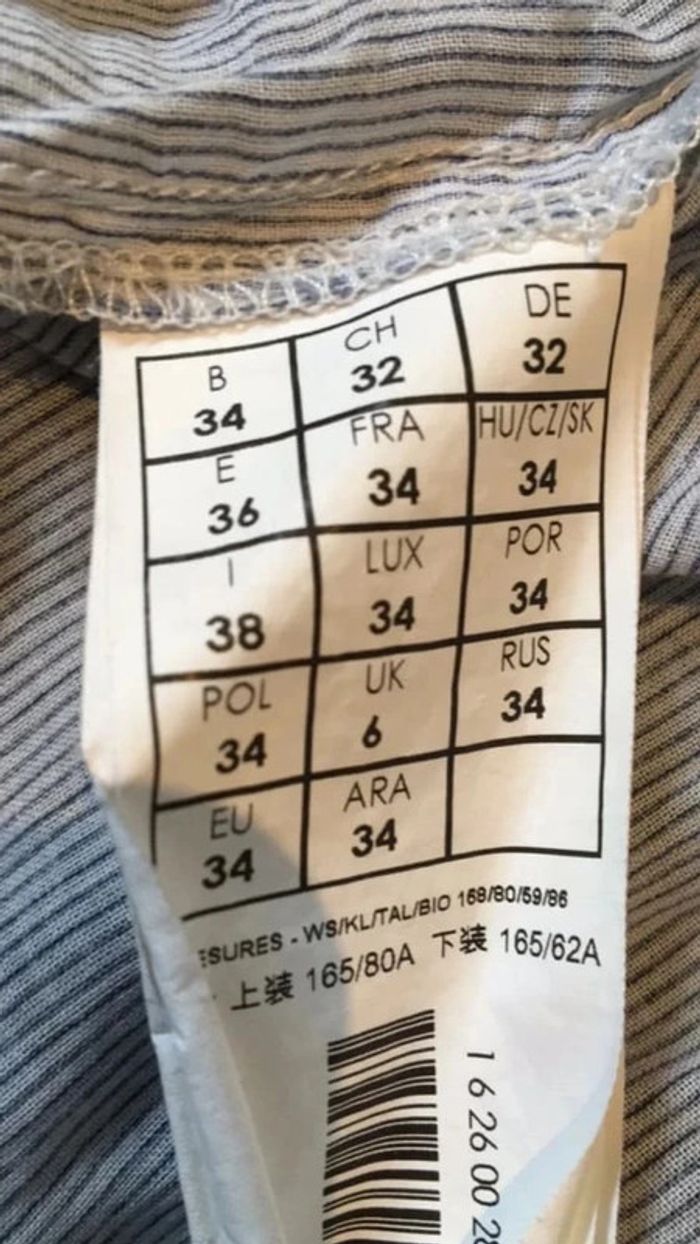 B
34
CH
32
DE
32
E
36
FRA
34
HU/CZ/SK
34
I
38
LUX
34
POR
34
POL
34
UK
6
RUS
34
EU
34
ARA
34
ESURES - WS/KL/TAL/BIO 168/80/59/86
上装 165/80A 下装 165/62A
1 6 26 00 28